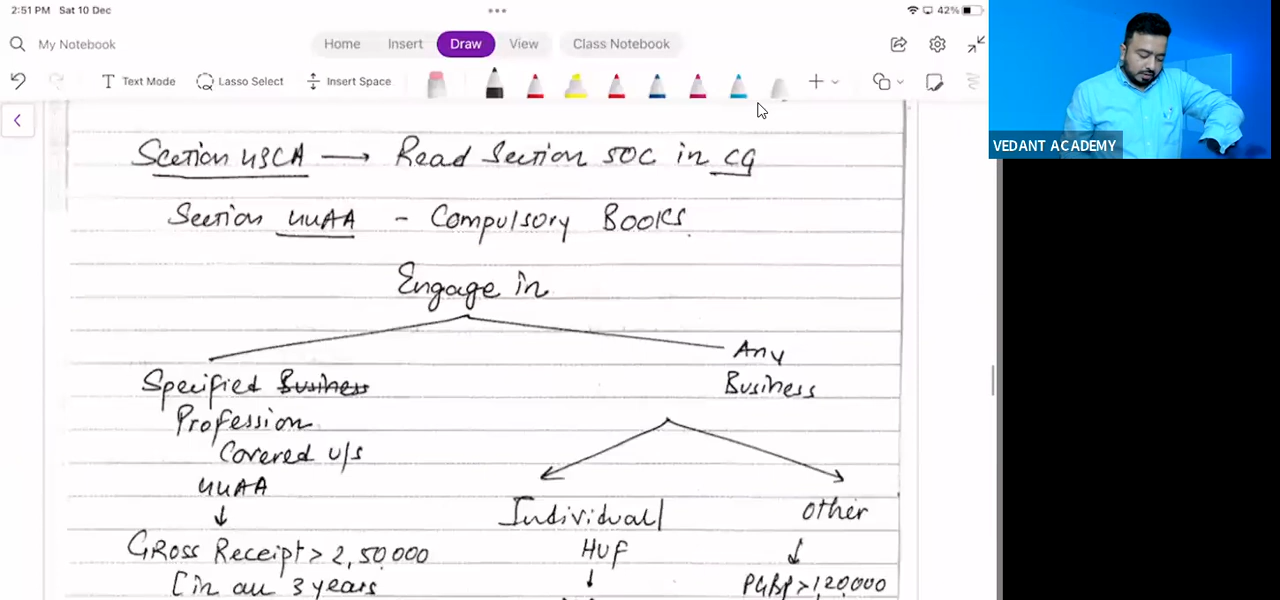 2:51 PM Sat 10 Dec
42%
My Notebook
Home Insert Draw View Class Notebook
Text Mode Lasso Select Insert Space
VEDANT ACADEMY
Section 43CA → Read Section 50C in CG
Section 44AA - Compulsory Books.
Engage in
Any
Business
Specified Business
Profession
Covered u/s
44AA
↓
Individual/
HUF
↓
Other
↓
Gross Receipt > 2,50,000
[in all 3 years
PGBP > 1,20,000